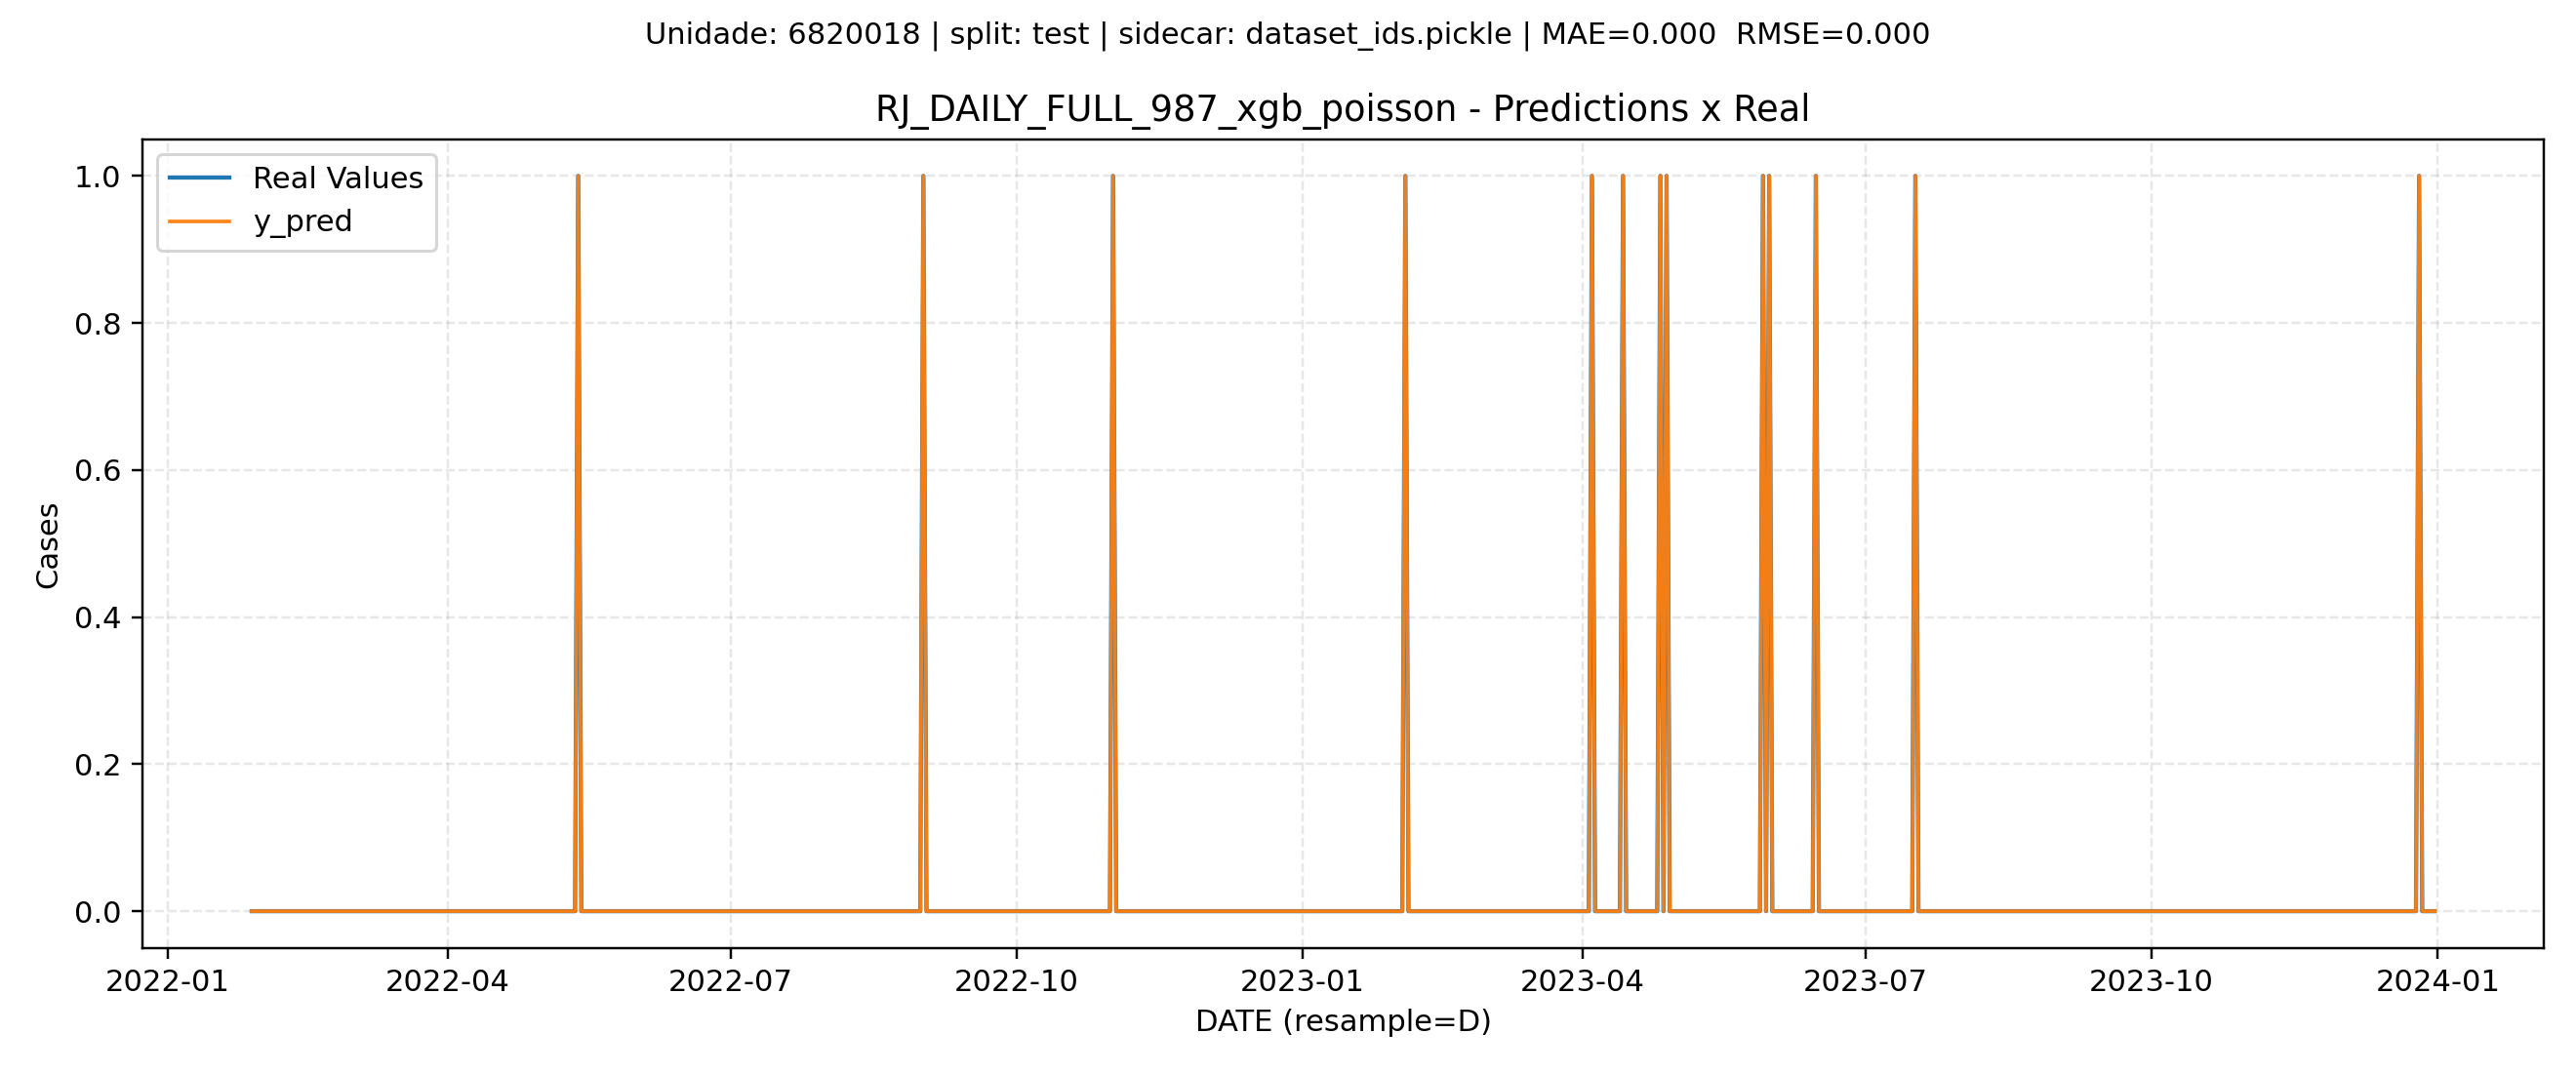 Unidade: 6820018 | split: test | sidecar: dataset_ids.pickle | MAE=0.000  RMSE=0.000
RJ_DAILY_FULL_987_xgb_poisson - Predictions x Real
Real Values
y_pred
1.0
0.8
0.6
0.4
0.2
0.0
Cases
2022-01 2022-04 2022-07 2022-10 2023-01 2023-04 2023-07 2023-10 2024-01
DATE (resample=D)